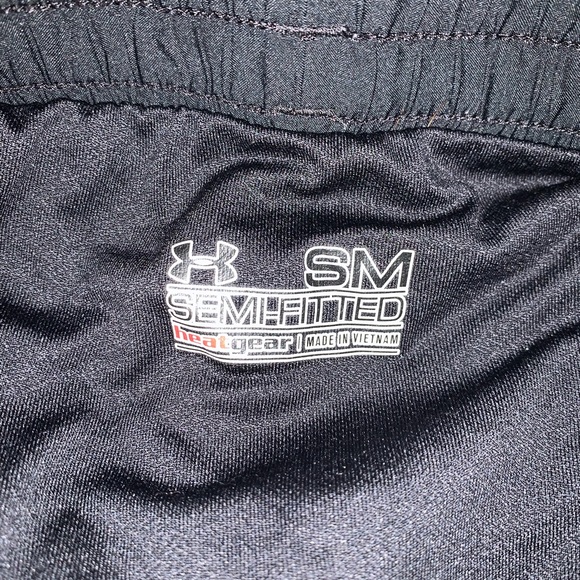 SM
SEMI-FITTED
heatgear | MADE IN VIETNAM